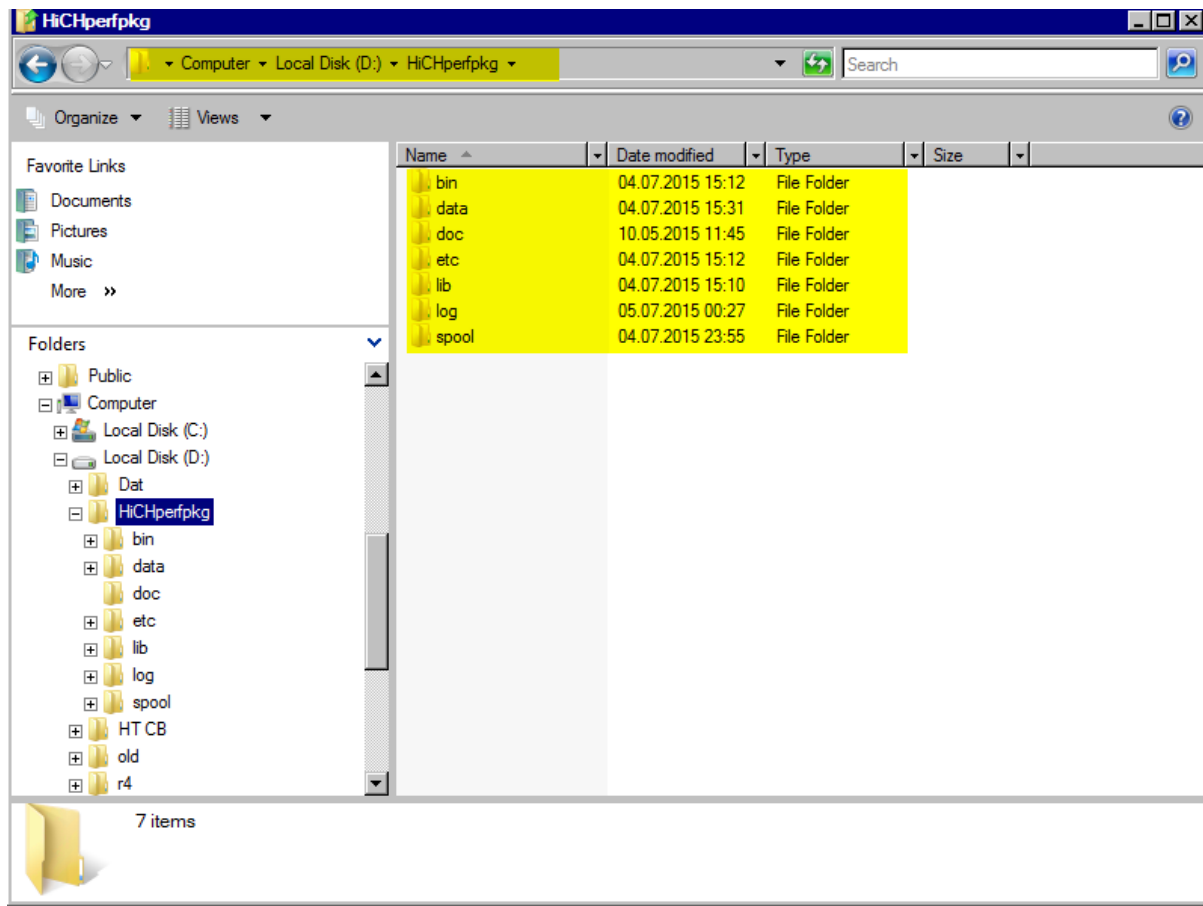 HiCHperfpkg
Computer Local Disk (D:) HiCHperfpkg
Search
Organize Views
Favorite Links
Documents
Pictures
Music
More »
Folders
Public
Computer
Local Disk (C:)
Local Disk (D:)
Dat
HiCHperfpkg
bin
data
doc
etc
lib
log
spool
HT CB
old
r4
Name Date modified Type Size
bin 04.07.2015 15:12 File Folder
data 04.07.2015 15:31 File Folder
doc 10.05.2015 11:45 File Folder
etc 04.07.2015 15:12 File Folder
lib 04.07.2015 15:10 File Folder
log 05.07.2015 00:27 File Folder
spool 04.07.2015 23:55 File Folder
7 items